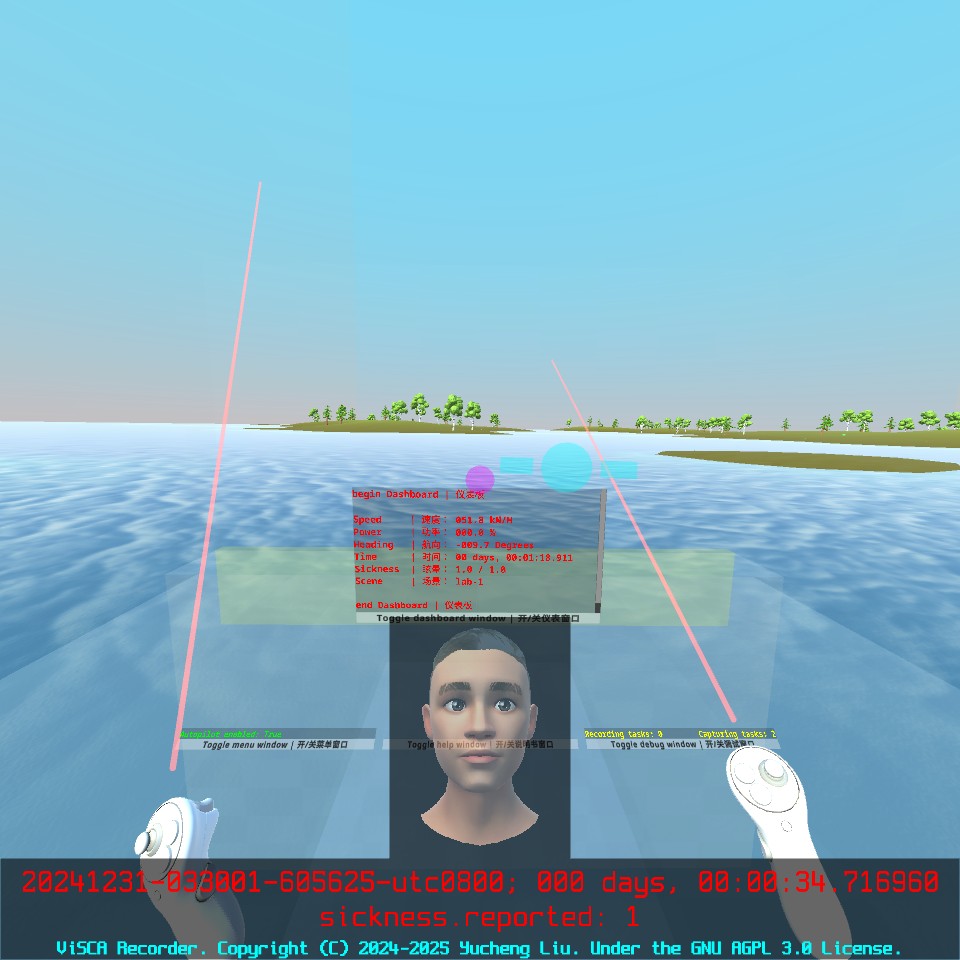 begin Dashboard | 仪表板
Speed | 速度: 051.8 kN/H
Power | 功率: 000.0 %
Heading | 航向: -009.7 Degrees
Time | 时间: 00 days, 00:01:18.911
Sickness | 眩晕: 1.0 / 1.0
Scene | 场景: lab-1
end Dashboard | 仪表板
Toggle dashboard window | 开/关仪表窗口
Autopilot enabled: True
Toggle menu window | 开/关菜单窗口
Toggle help window | 开/关说明书窗口
Recording tasks: 0 Capturing tasks: 2
Toggle debug window | 开/关调试窗口
20241231-033001-605625-utc0800; 000 days, 00:00:34.716960
sickness.reported: 1
ViSCA Recorder. Copyright (C) 2024-2025 Yucheng Liu. Under the GNU AGPL 3.0 License.